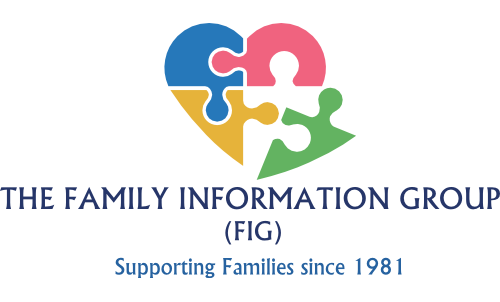 THE FAMILY INFORMATION GROUP
(FIG)
Supporting Families since 1981